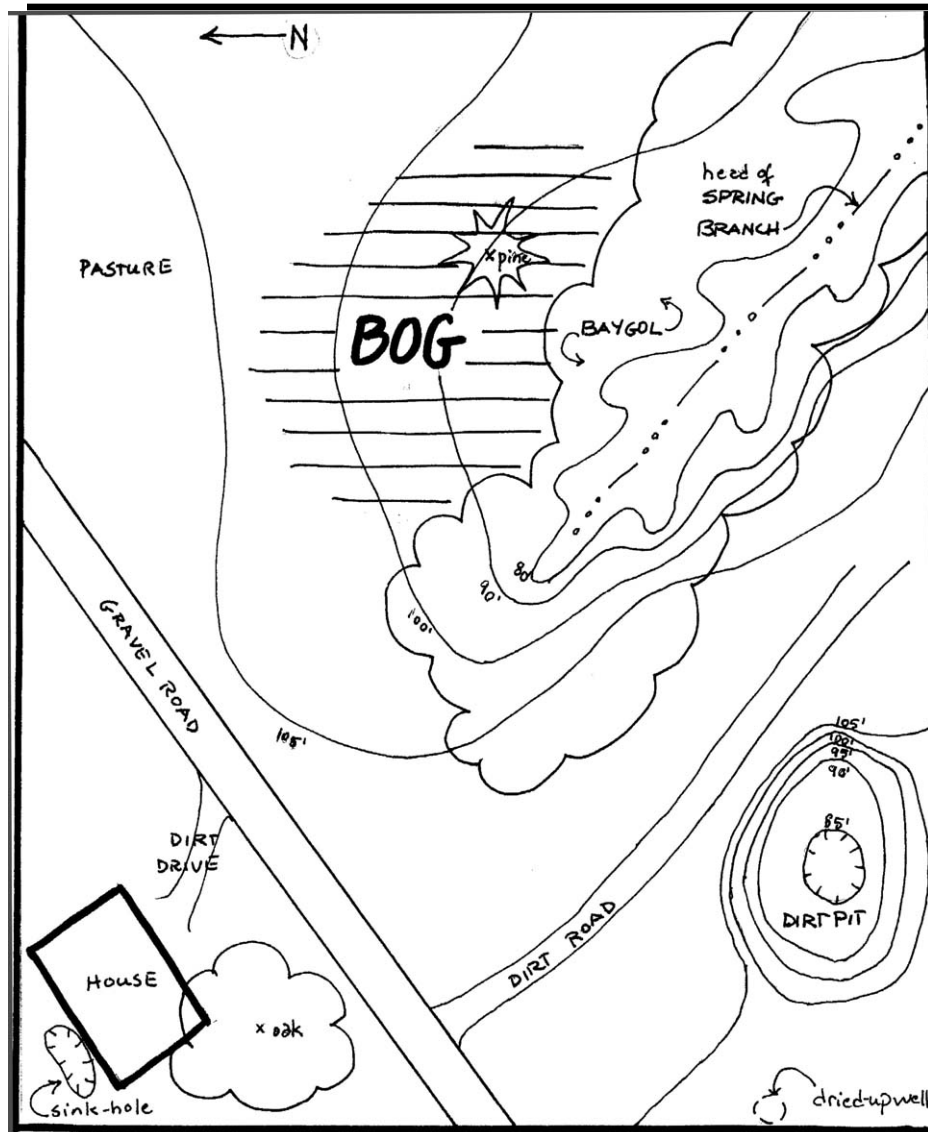 N
PASTURE
head of
SPRING
BRANCH
xpine
BOG
BAYGOL
80'
90'
100'
105'
GRAVEL ROAD
DIRT
DRIVE
HOUSE
x oak
sink-hole
DIRT ROAD
105'
100'
95'
90'
85'
DIRT PIT
dried-up well